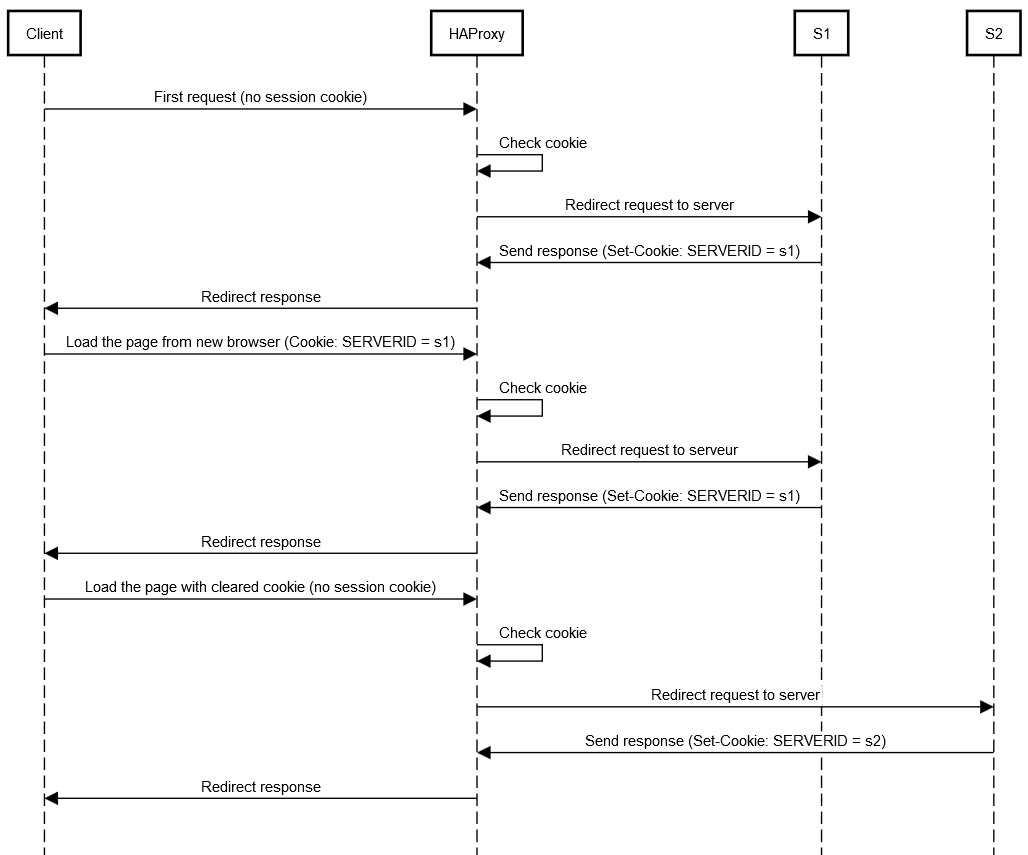 Client
HAProxy
S1
S2
First request (no session cookie)
Check cookie
Redirect request to server
Send response (Set-Cookie: SERVERID = s1)
Redirect response
Load the page from new browser (Cookie: SERVERID = s1)
Check cookie
Redirect request to serveur
Send response (Set-Cookie: SERVERID = s1)
Redirect response
Load the page with cleared cookie (no session cookie)
Check cookie
Redirect request to server
Send response (Set-Cookie: SERVERID = s2)
Redirect response